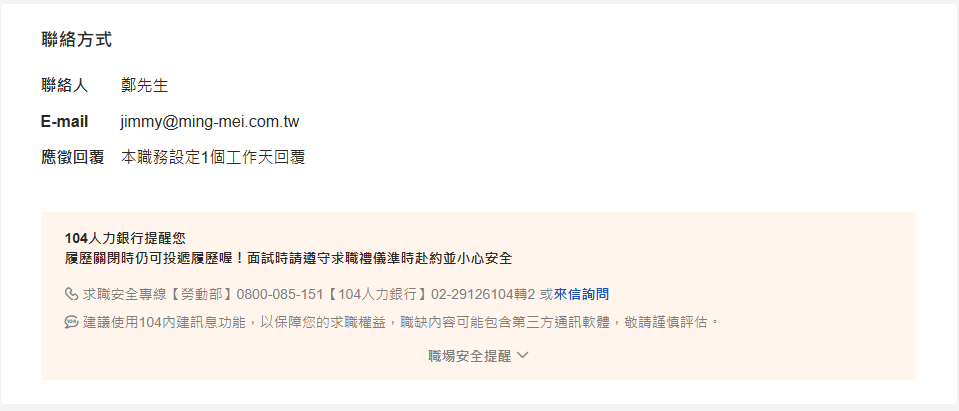 聯絡方式
聯絡人 鄭先生
E-mail jimmy@ming-mei.com.tw
應徵回覆 本職務設定1個工作天回覆
104人力銀行提醒您
履歷關閉時仍可投遞履歷喔！面試時請遵守求職禮儀準時赴約並小心安全
求職安全專線【勞動部】0800-085-151【104人力銀行】02-29126104轉2 或來信詢問
建議使用104內建訊息功能，以保障您的求職權益，職缺內容可能包含第三方通訊軟體，敬請謹慎評估。
職場安全提醒